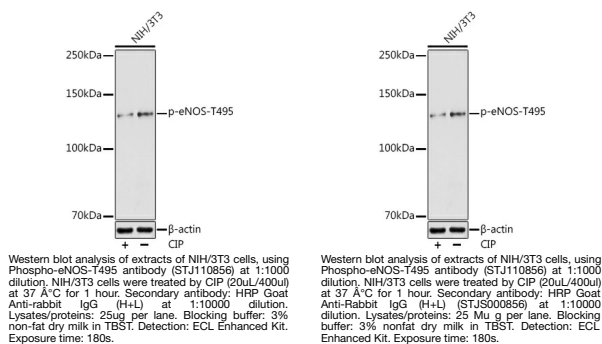 NIH/3T3
250kDa
150kDa
p-eNOS-T495
100kDa
70kDa
β-actin
+ − CIP
Western blot analysis of extracts of NIH/3T3 cells, using
Phospho-eNOS-T495 antibody (STJ110856) at 1:1000
dilution. NIH/3T3 cells were treated by CIP (20uL/400ul)
at 37 Â°C for 1 hour. Secondary antibody: HRP Goat
Anti-rabbit IgG (H+L) at 1:10000 dilution.
Lysates/proteins: 25ug per lane. Blocking buffer: 3%
non-fat dry milk in TBST. Detection: ECL Enhanced Kit.
Exposure time: 180s.
NIH/3T3
250kDa
150kDa
p-eNOS-T495
100kDa
70kDa
β-actin
+ − CIP
Western blot analysis of extracts of NIH/3T3 cells, using
Phospho-eNOS-T495 antibody (STJ110856) at 1:1000
dilution. NIH/3T3 cells were treated by CIP (20uL/400ul)
at 37 Â°C for 1 hour. Secondary antibody: HRP Goat
Anti-Rabbit IgG (H+L) (STJS000856) at 1:10000
dilution. Lysates/proteins: 25 Mu g per lane. Blocking
buffer: 3% nonfat dry milk in TBST. Detection: ECL
Enhanced Kit. Exposure time: 180s.